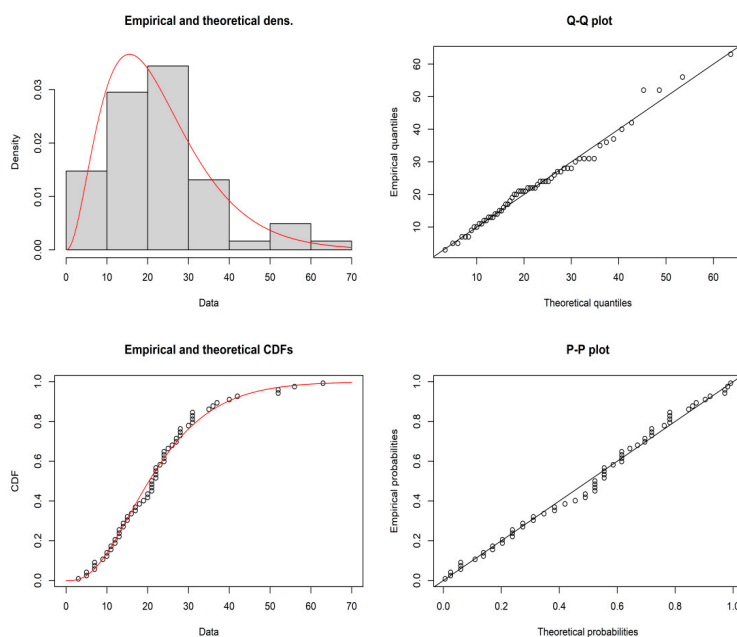 Empirical and theoretical dens.
Density
0.00
0.01
0.02
0.03
0 10 20 30 40 50 60 70
Data
Q-Q plot
Empirical quantiles
10
20
30
40
50
60
10 20 30 40 50 60
Theoretical quantiles
Empirical and theoretical CDFs
CDF
0.0
0.2
0.4
0.6
0.8
1.0
0 10 20 30 40 50 60 70
Data
P-P plot
Empirical probabilities
0.0
0.2
0.4
0.6
0.8
1.0
0.0 0.2 0.4 0.6 0.8 1.0
Theoretical probabilities